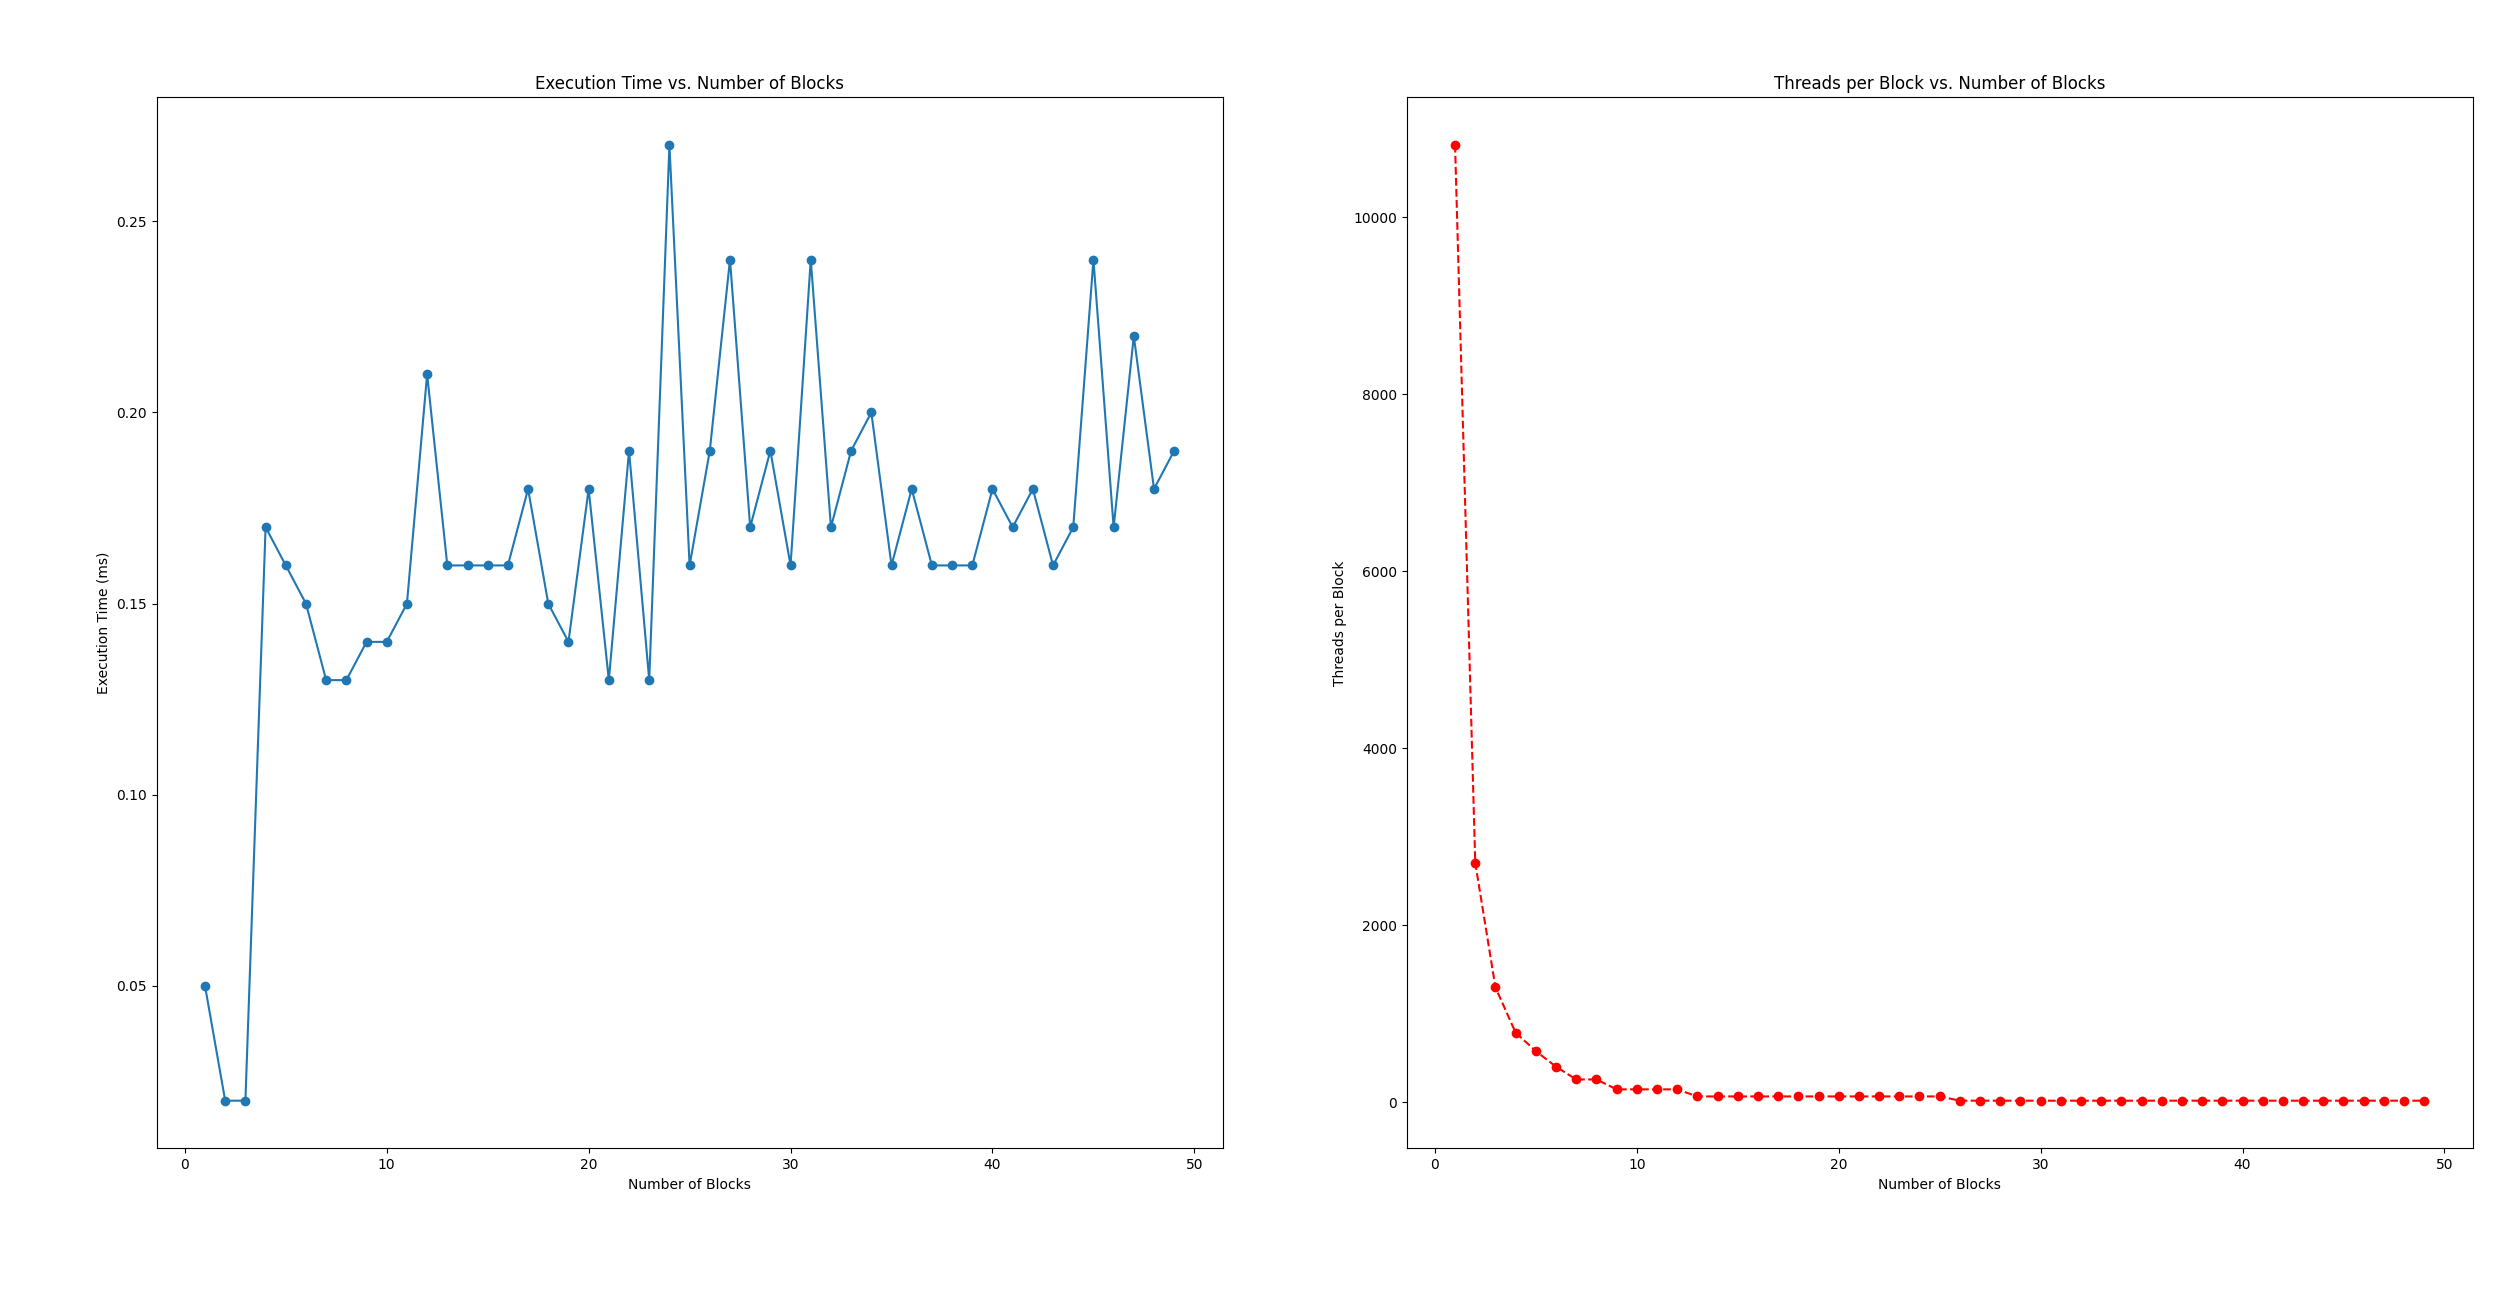 Execution Time vs. Number of Blocks
0.25
0.20
0.15
0.10
0.05
Execution Time (ms)
0 10 20 30 40 50
Number of Blocks
Threads per Block vs. Number of Blocks
10000
8000
6000
4000
2000
0
Threads per Block
0 10 20 30 40 50
Number of Blocks